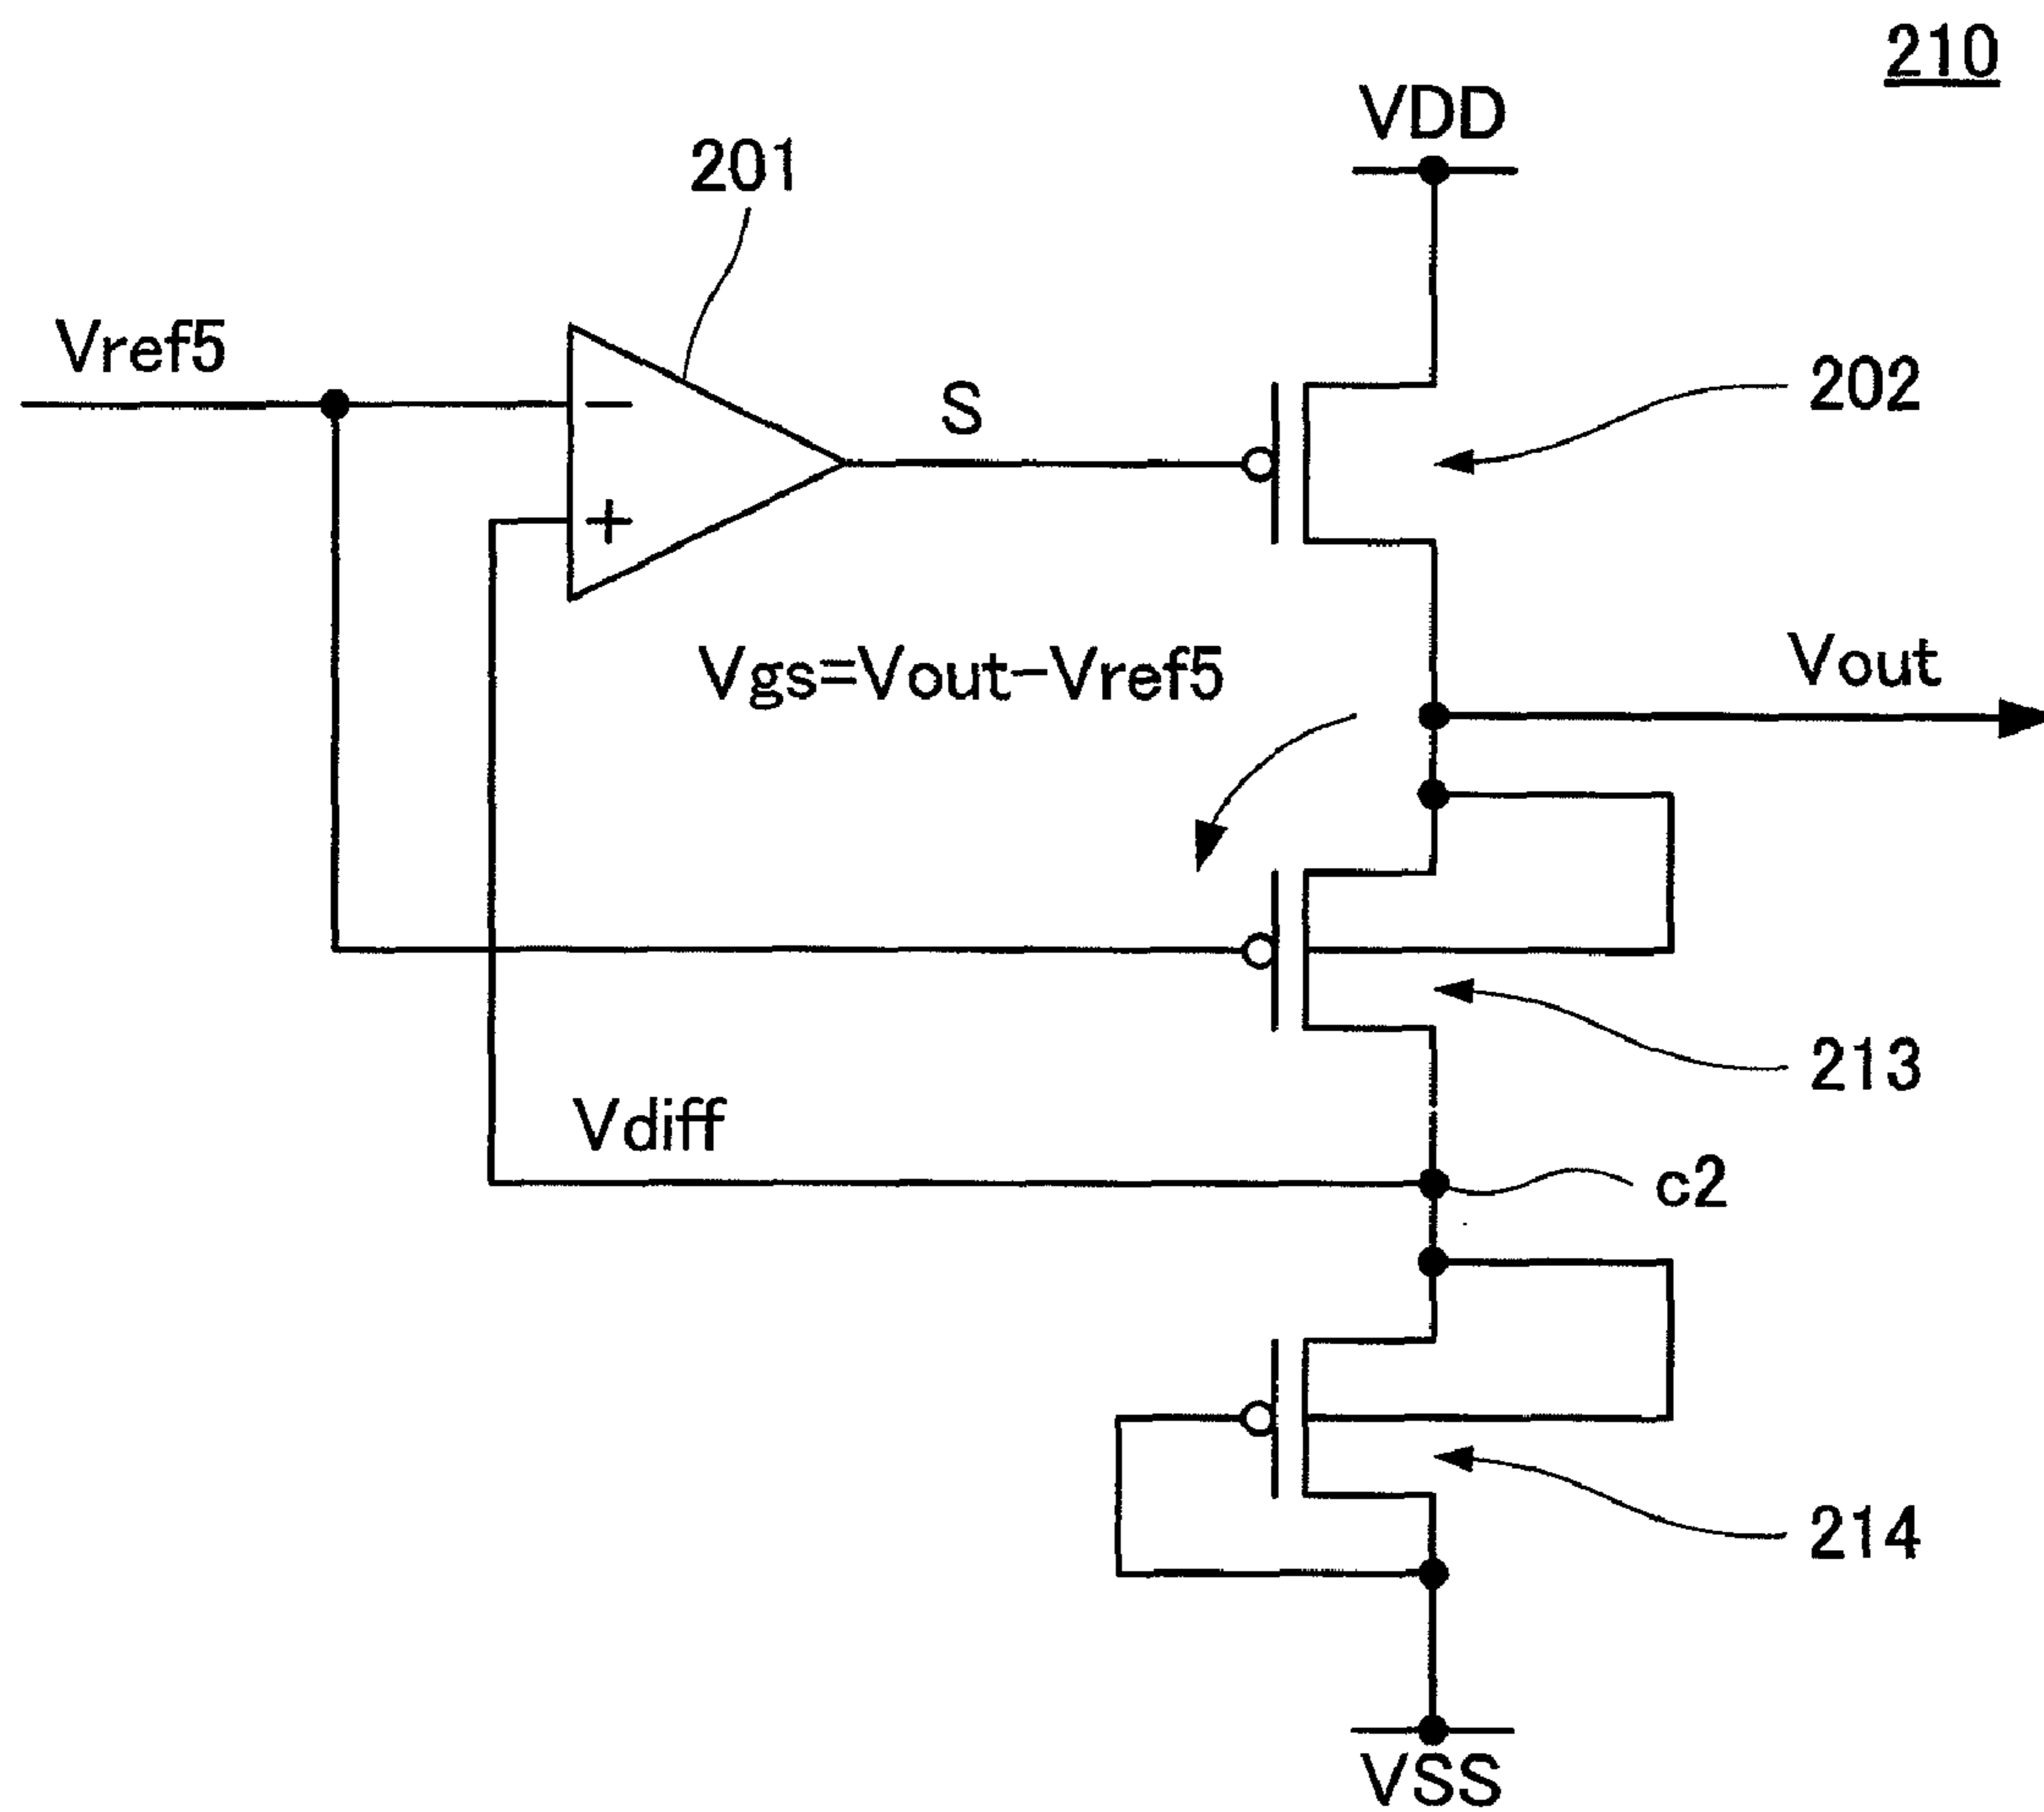 210
VDD
201
Vref5
−
S
202
+
Vgs=Vout−Vref5
Vout
213
Vdiff
c2
214
VSS